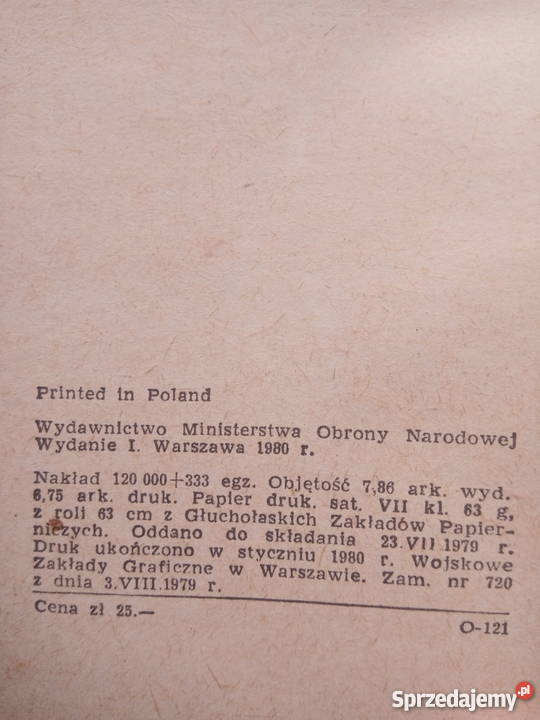 Printed in Poland
Wydawnictwo Ministerstwa Obrony Narodowej
Wydanie I. Warszawa 1980 r.
Nakład 120 000+333 egz. Objętość 7,86 ark. wyd.
6,75 ark. druk. Papier druk. sat. VII kl. 63 g,
z roli 63 cm z Głuchołaskich Zakładów Papier-
niczych. Oddano do składania 23.VII 1979 r.
Druk ukończono w styczniu 1980 r. Wojskowe
Zakłady Graficzne w Warszawie. Zam. nr 720
z dnia 3.VIII.1979 r.
Cena zł 25.—
O-121
Sprzedajemy.pl